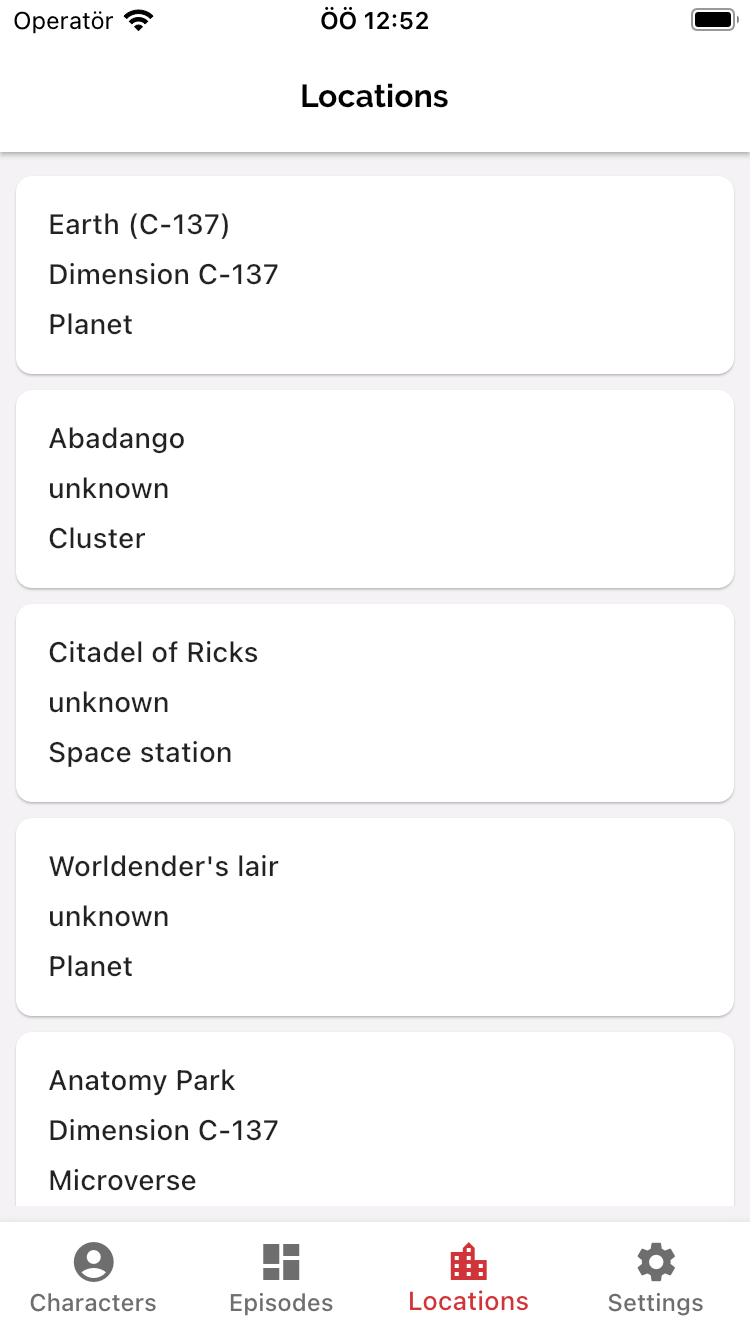 Operatör ÖÖ 12:52
Locations
Earth (C-137)
Dimension C-137
Planet
Abadango
unknown
Cluster
Citadel of Ricks
unknown
Space station
Worldender's lair
unknown
Planet
Anatomy Park
Dimension C-137
Microverse
Characters Episodes Locations Settings